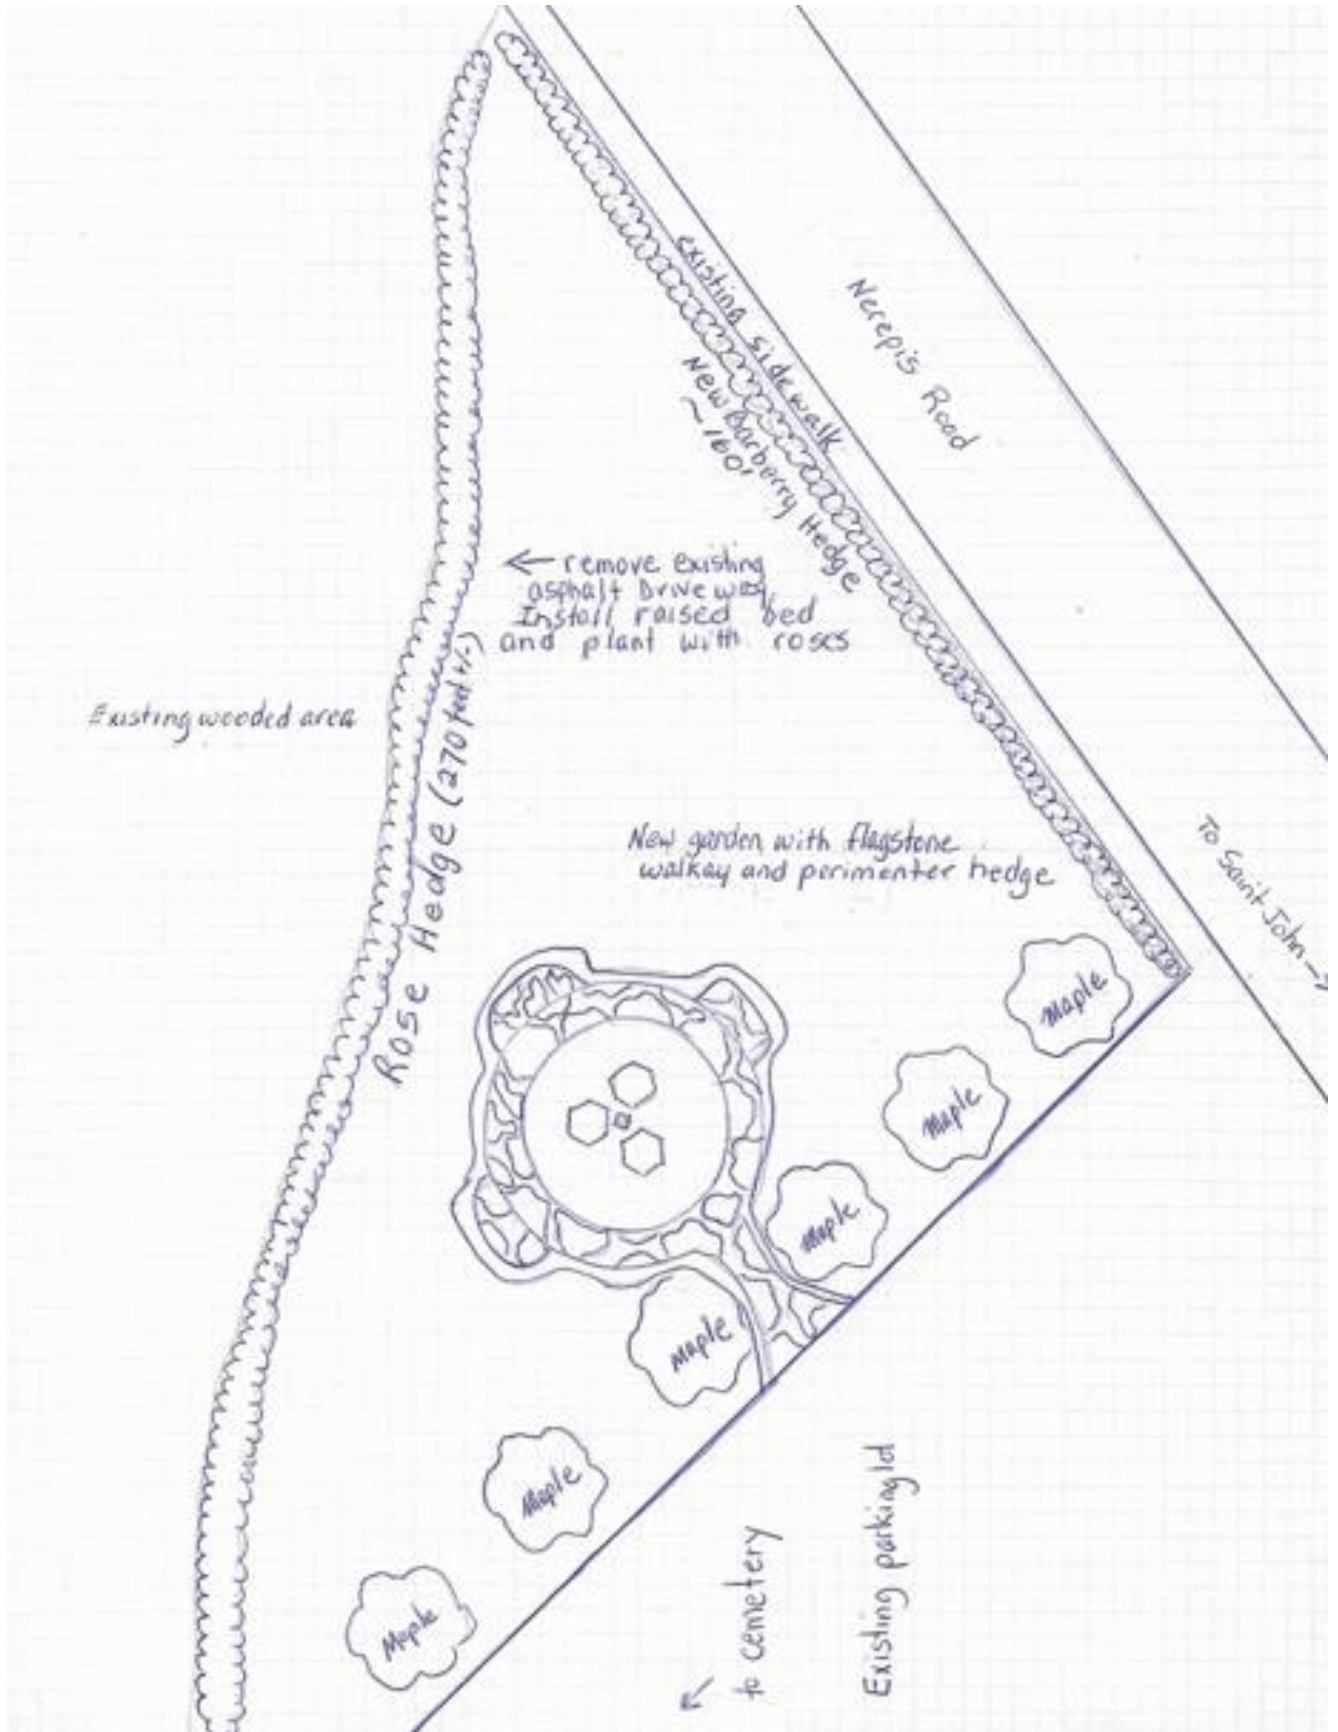 existing sidewalk
Nerepis Road
New Barberry Hedge
~160'
← remove existing
asphalt Driveway
Install raised bed
and plant with roses
Existing wooded area
Rose Hedge (270 feet +/-)
New garden with flagstone
walkay and perimenter hedge
To Saint John →
Maple
Maple
Maple
Maple
Maple
Maple
to cemetery
Existing parking lot